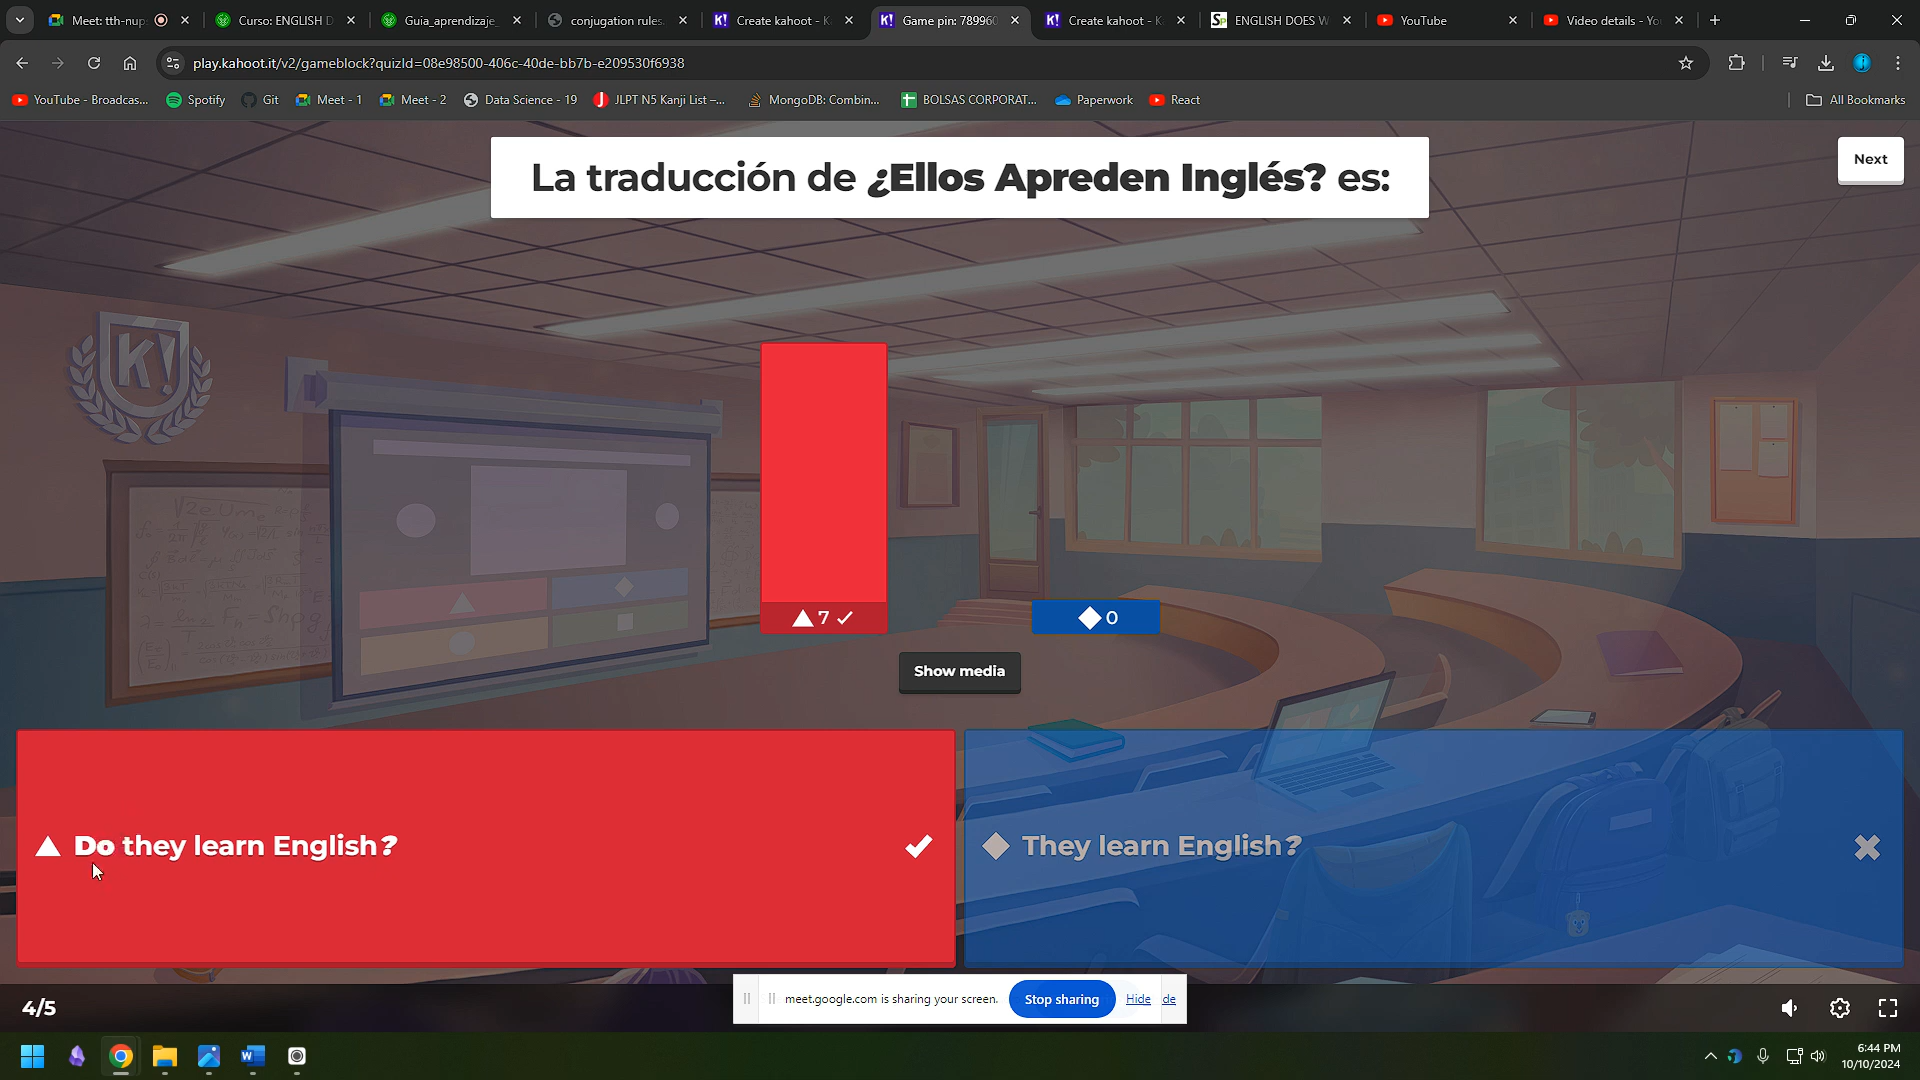 Meet: tth-nup
Curso: ENGLISH D
Guia_aprendizaje_
conjugation rules.
Create kahoot - K
Game pin: 789960
Create kahoot - K
ENGLISH DOES W
YouTube
Video details - Yo
play.kahoot.it/v2/gameblock?quizId=08e98500-406c-40de-bb7b-e209530f6938
YouTube - Broadcas...
Spotify
Git
Meet - 1
Meet - 2
Data Science - 19
JLPT N5 Kanji List –...
MongoDB: Combin...
BOLSAS CORPORAT...
Paperwork
React
All Bookmarks
La traducción de ¿Ellos Apreden Inglés? es:
Next
K!
7
0
Show media
Do they learn English?
They learn English?
meet.google.com is sharing your screen.
Stop sharing
Hide
de
4/5
6:44 PM
10/10/2024